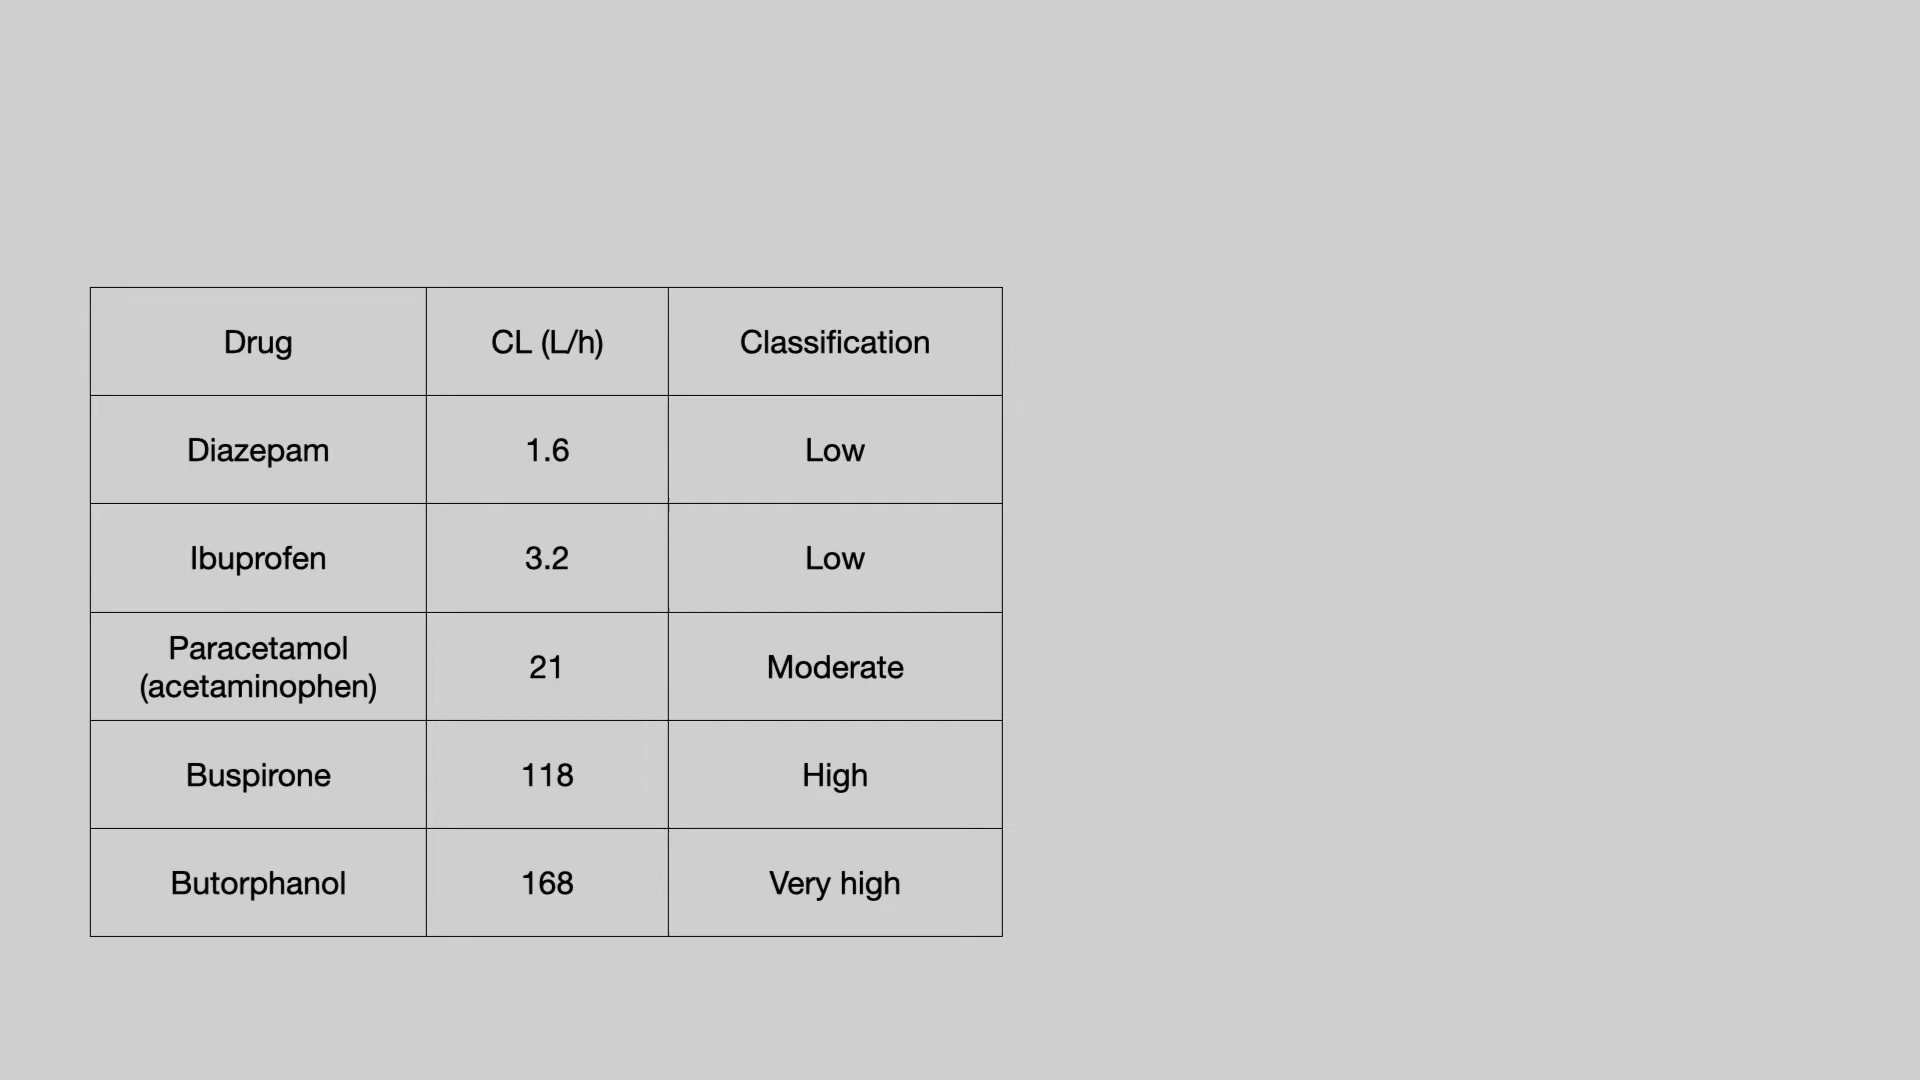 Drug CL (L/h) Classification
Diazepam 1.6 Low
Ibuprofen 3.2 Low
Paracetamol
(acetaminophen) 21 Moderate
Buspirone 118 High
Butorphanol 168 Very high